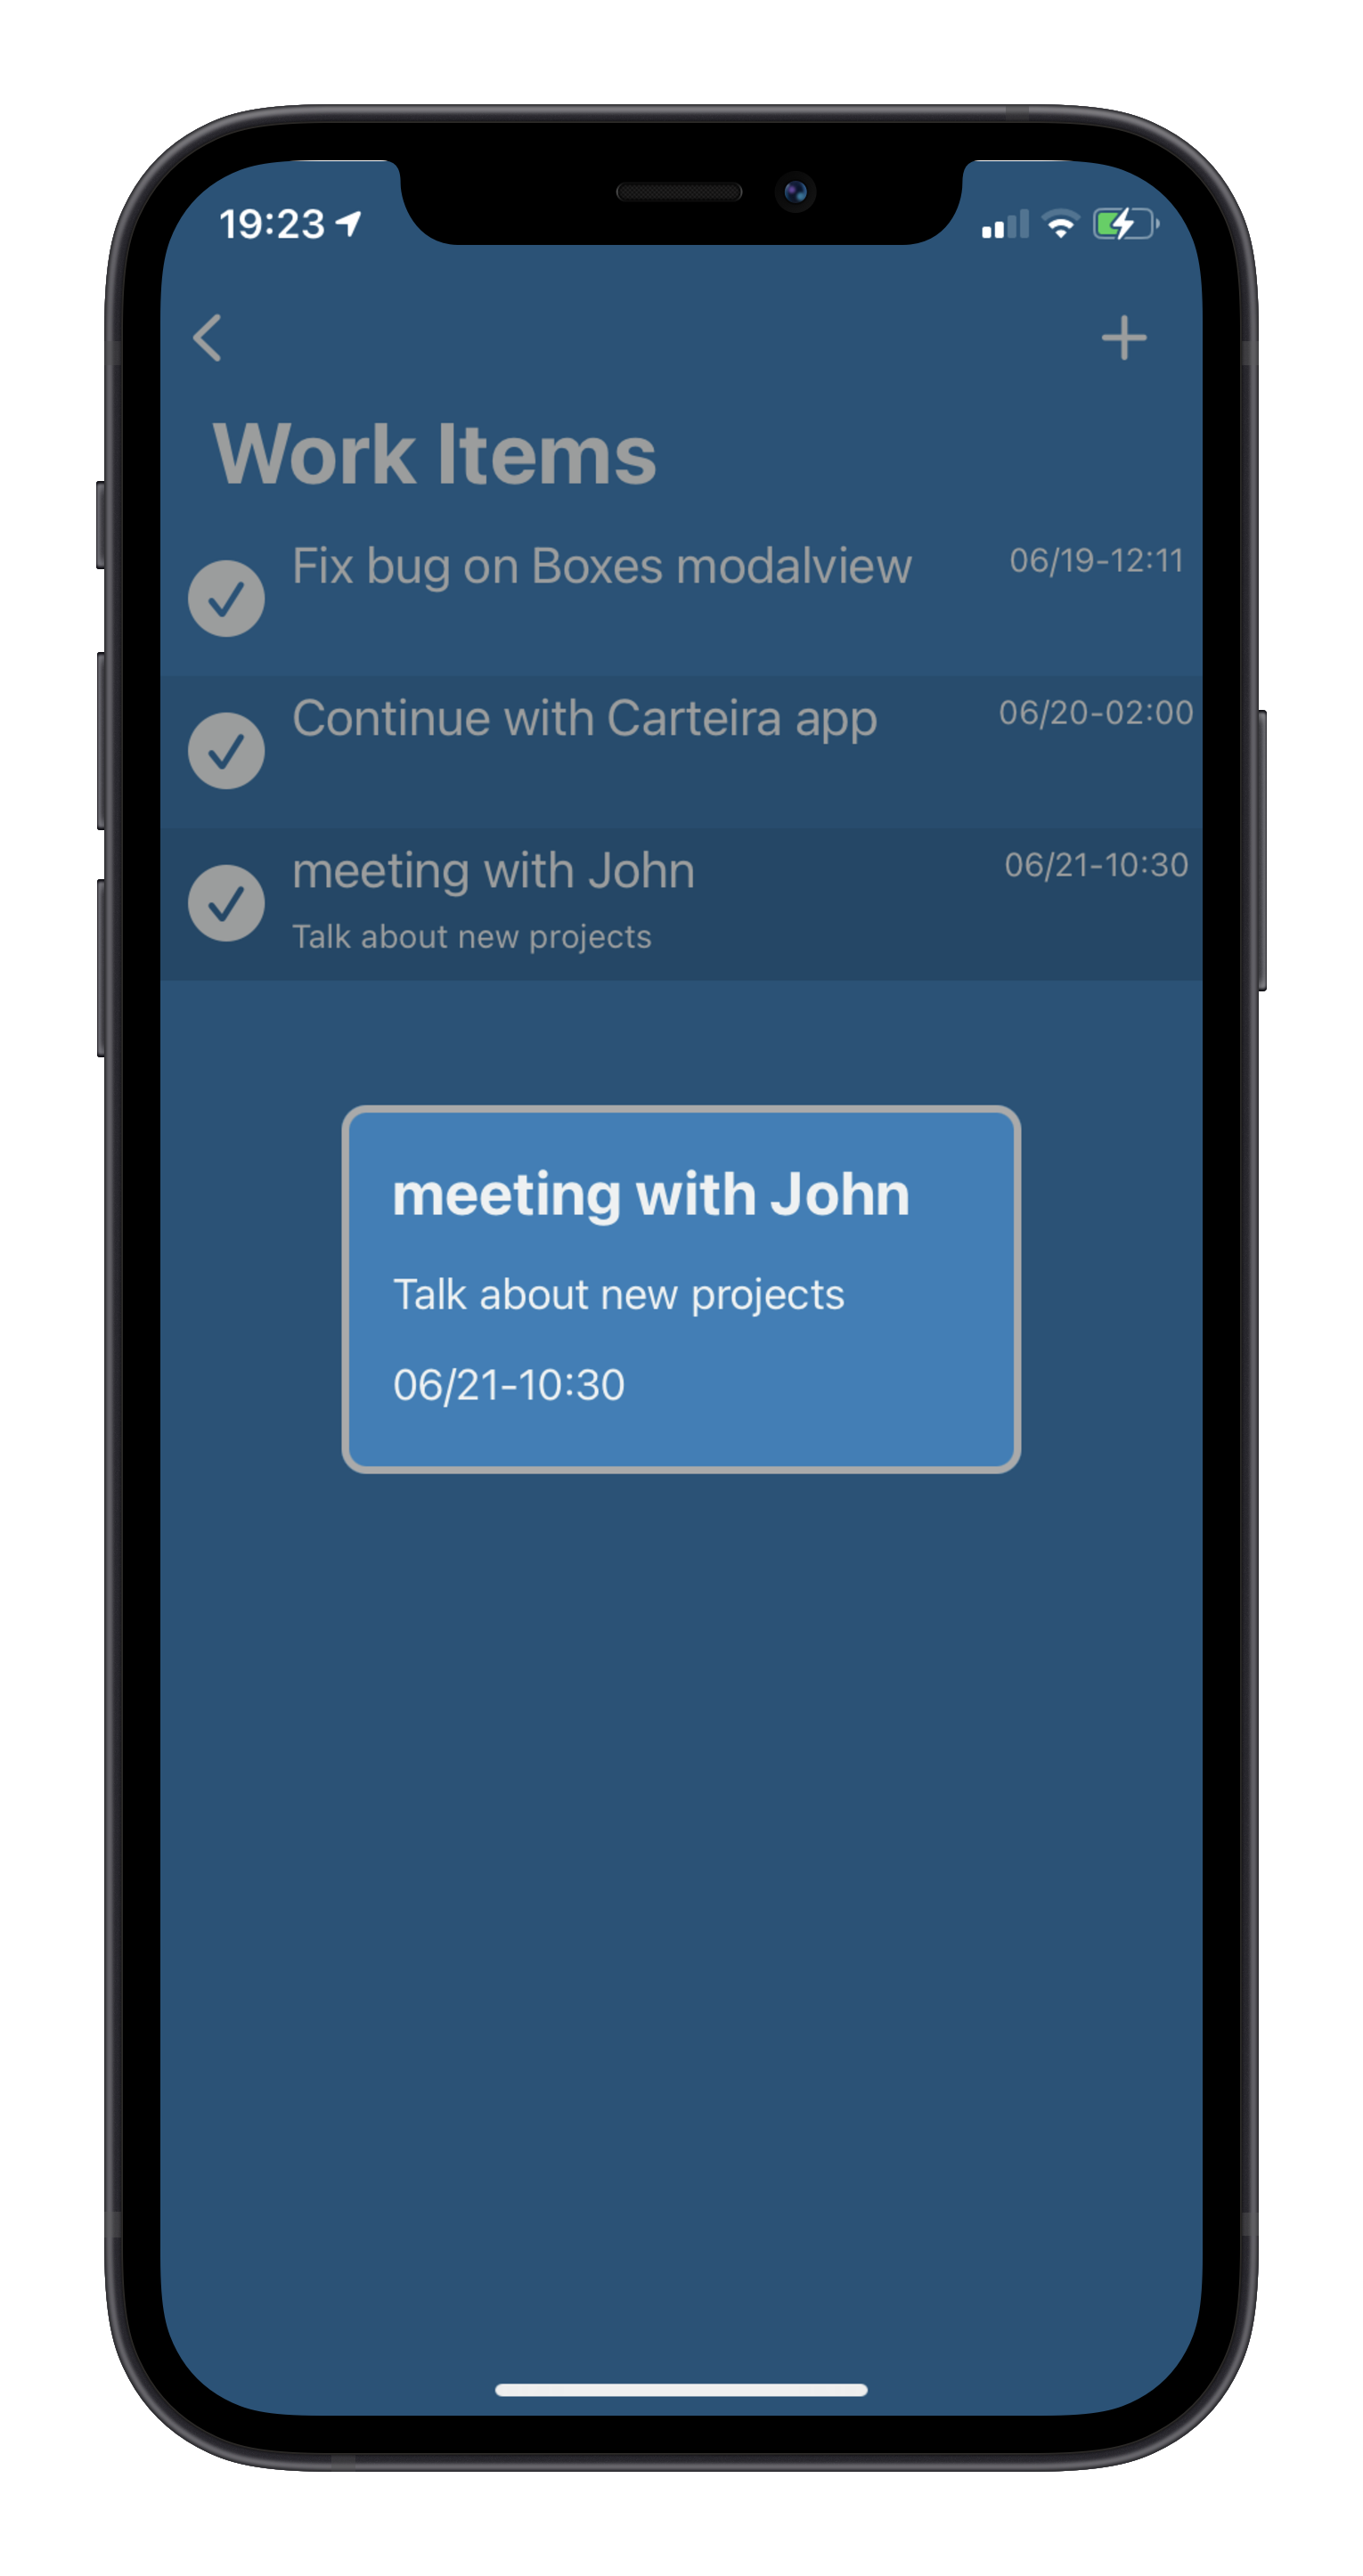 19:23
Work Items
Fix bug on Boxes modalview 06/19-12:11
Continue with Carteira app 06/20-02:00
meeting with John 06/21-10:30
Talk about new projects
meeting with John
Talk about new projects
06/21-10:30